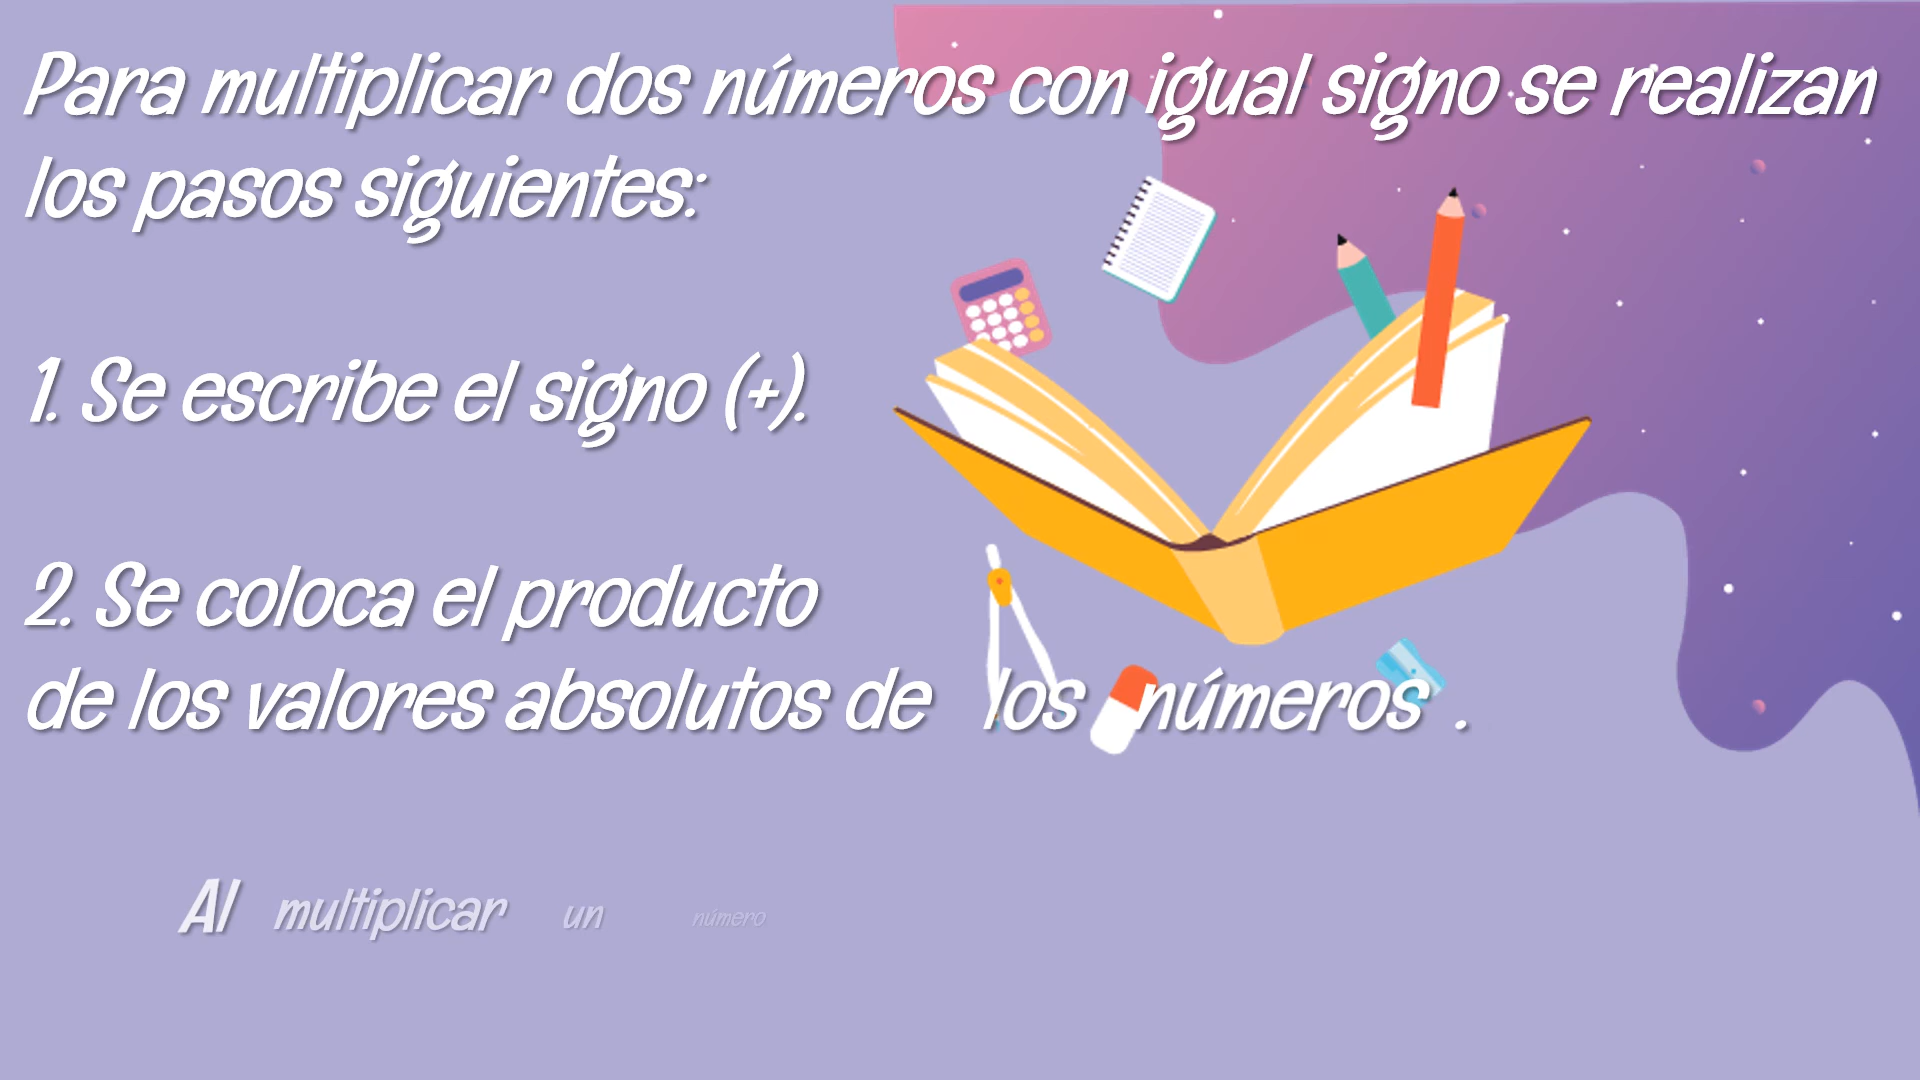 Para multiplicar dos números con igual signo se realizan
los pasos siguientes:
1. Se escribe el signo (+).
2. Se coloca el producto
de los valores absolutos de los números .
Al multiplicar un número